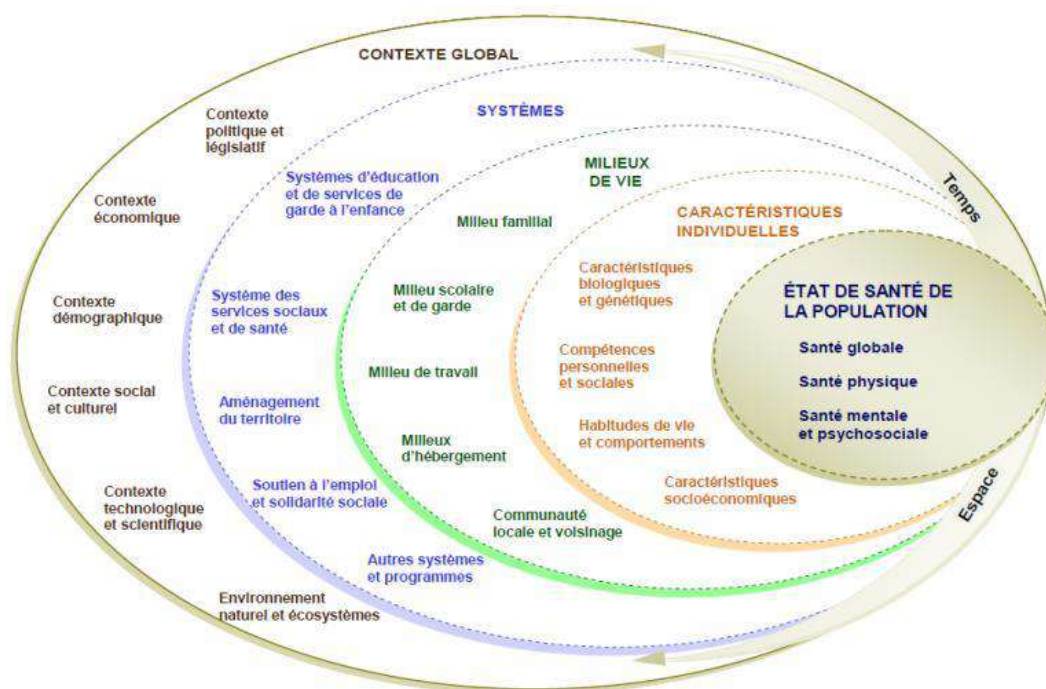 CONTEXTE GLOBAL
Contexte
politique et
législatif
Contexte
économique
Contexte
démographique
Contexte social
et culturel
Contexte
technologique
et scientifique
Environnement
naturel et écosystèmes
SYSTÈMES
Systèmes d'éducation
et de services de
garde à l'enfance
Système des
services sociaux
et de santé
Aménagement
du territoire
Soutien à l'emploi
et solidarité sociale
Autres systèmes
et programmes
MILIEUX
DE VIE
Milieu familial
Milieu scolaire
et de garde
Milieu de travail
Milieux
d'hébergement
Communauté
locale et voisinage
CARACTÉRISTIQUES
INDIVIDUELLES
Caractéristiques
biologiques
et génétiques
Compétences
personnelles
et sociales
Habitudes de vie
et comportements
Caractéristiques
socioéconomiques
ÉTAT DE SANTÉ DE
LA POPULATION
Santé globale
Santé physique
Santé mentale
et psychosociale
Temps
Espace